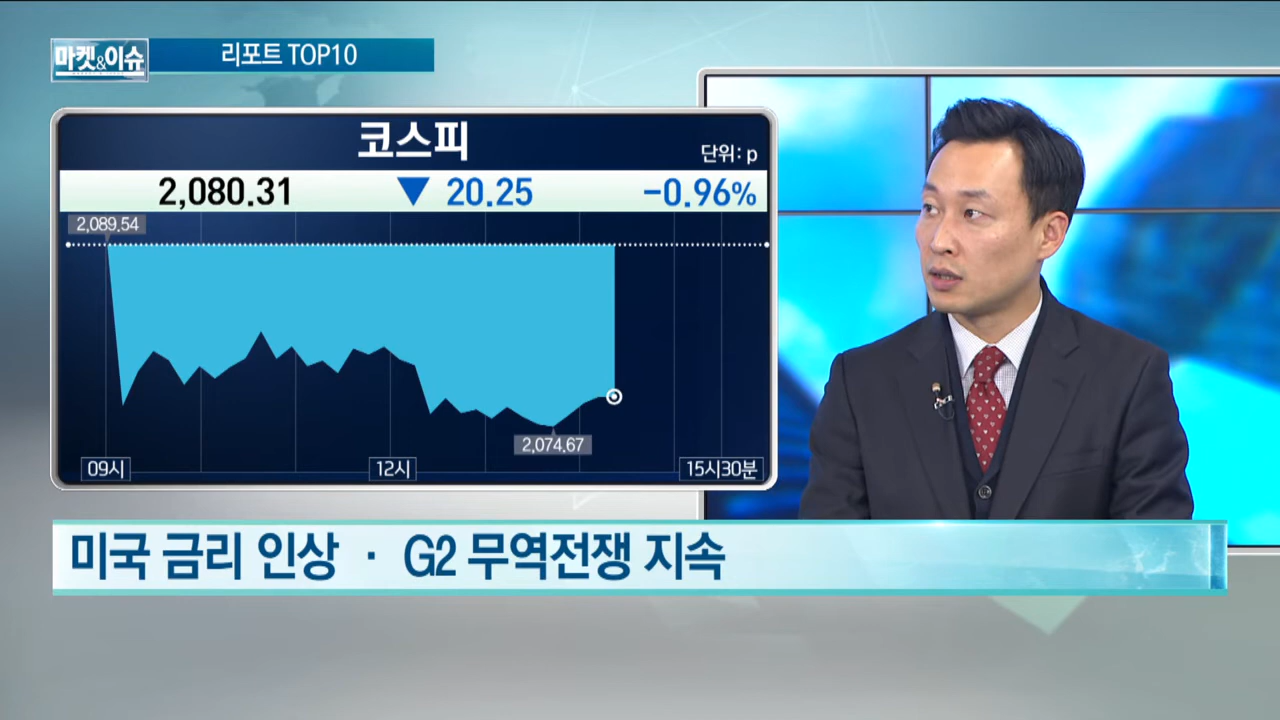 마켓&이슈
리포트 TOP10
코스피
단위: p
2,080.31 ▼ 20.25 -0.96%
2,089.54
2,074.67
09시 12시 15시30분
미국 금리 인상 · G2 무역전쟁 지속